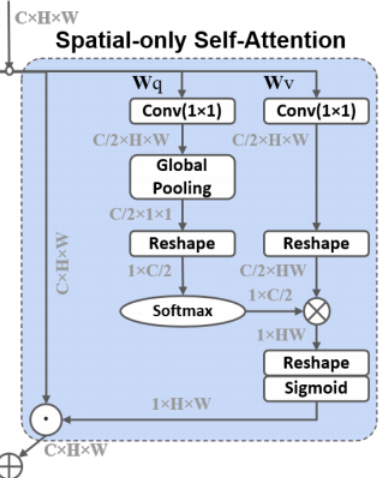 C×H×W
Spatial-only Self-Attention
Wq
Wv
Conv(1×1)
Conv(1×1)
C/2×H×W
C/2×H×W
Global
Pooling
C/2×1×1
C×H×W
Reshape
Reshape
1×C/2
C/2×HW
1×C/2
Softmax
1×HW
Reshape
Sigmoid
1×H×W
C×H×W